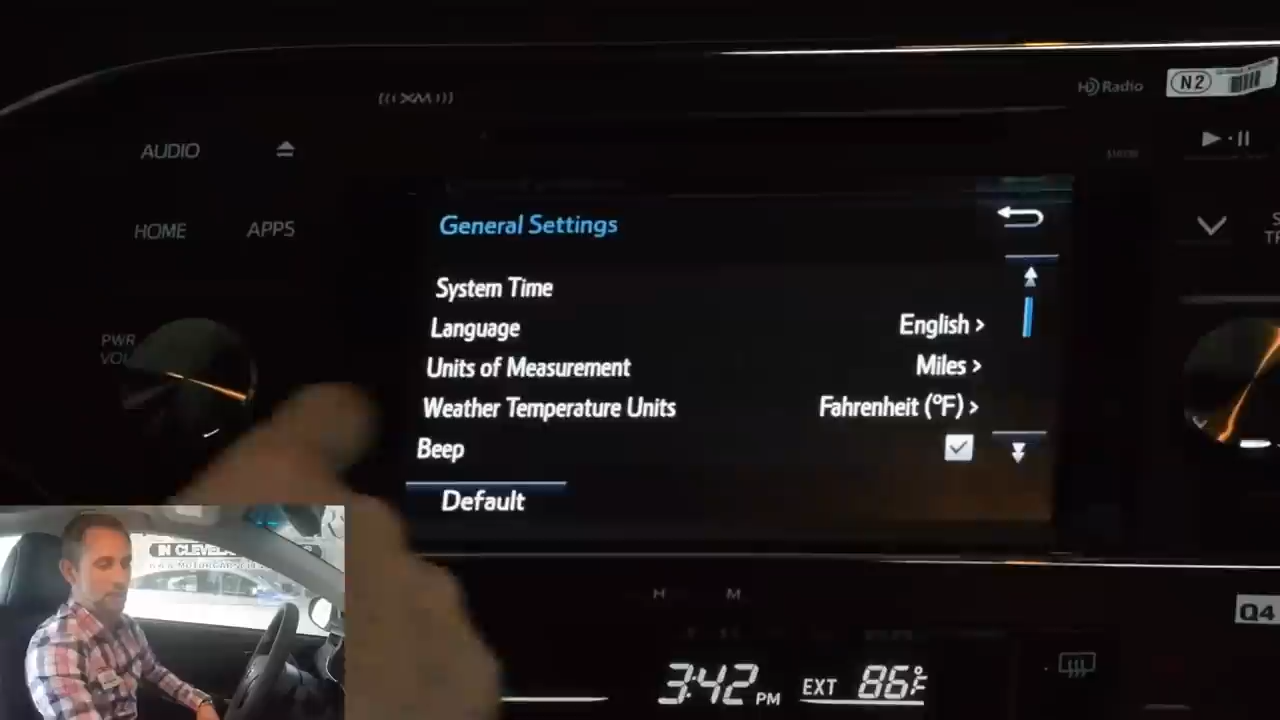 XM
HD Radio
N2
AUDIO
HOME
APPS
PWR
VOL
General Settings
System Time
Language English >
Units of Measurement Miles >
Weather Temperature Units Fahrenheit (°F) >
Beep
Default
H M
Q4
3:42 PM EXT 86°F
IN CLEVEL